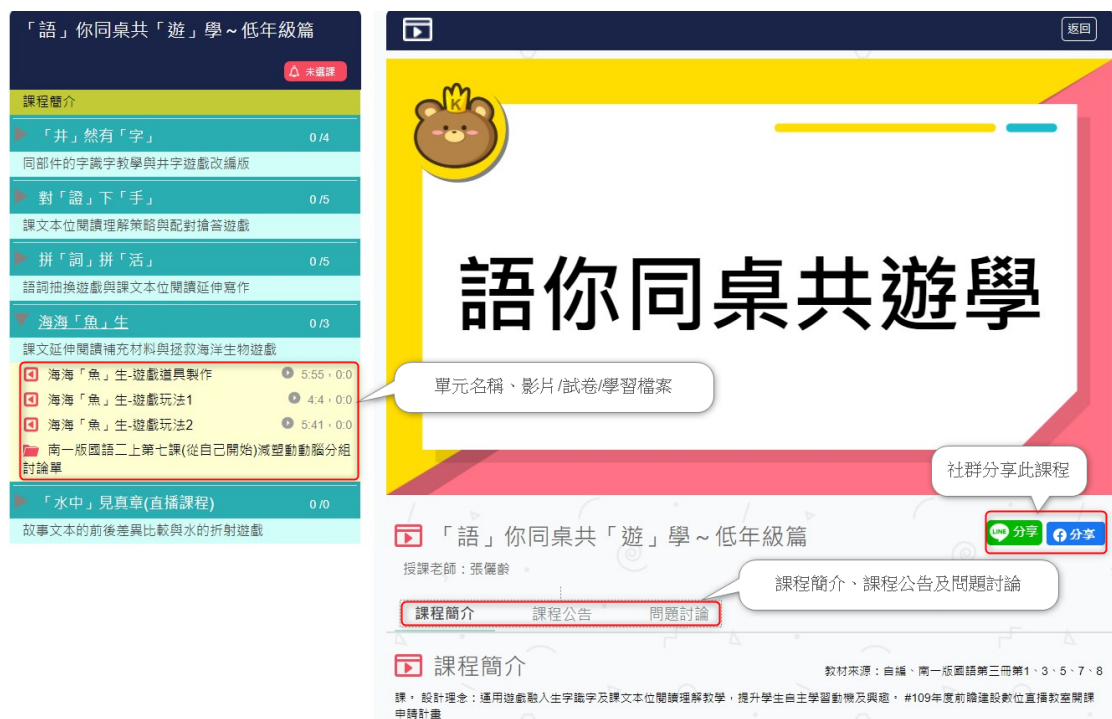 「語」你同桌共「遊」學~低年級篇
未選課
課程簡介
「井」然有「字」 0/4
同部件的字識字教學與井字遊戲改編版
對「證」下「手」 0/5
課文本位閱讀理解策略與配對搶答遊戲
拼「詞」拼「活」 0/5
語詞抽換遊戲與課文本位閱讀延伸寫作
海海「魚」生 0/3
課文延伸閱讀補充材料與拯救海洋生物遊戲
海海「魚」生-遊戲道具製作 5:55,0:0
海海「魚」生-遊戲玩法1 4:4,0:0
海海「魚」生-遊戲玩法2 5:41,0:0
南一版國語二上第七課(從自己開始)減塑動動腦分組
討論單
「水中」見真章(直播課程) 0/0
故事文本的前後差異比較與水的折射遊戲
返回
K
語你同桌共遊學
單元名稱、影片/試卷/學習檔案
社群分享此課程
「語」你同桌共「遊」學~低年級篇
LINE 分享
分享
授課老師:張儷齡
課程簡介、課程公告及問題討論
課程簡介 課程公告 問題討論
課程簡介
教材來源:自編、南一版國語第三冊第1、3、5、7、8
課。設計理念:運用遊戲融入生字識字及課文本位閱讀理解教學,提升學生自主學習動機及興趣。 #109年度前瞻建設數位直播教室開課
申請計畫